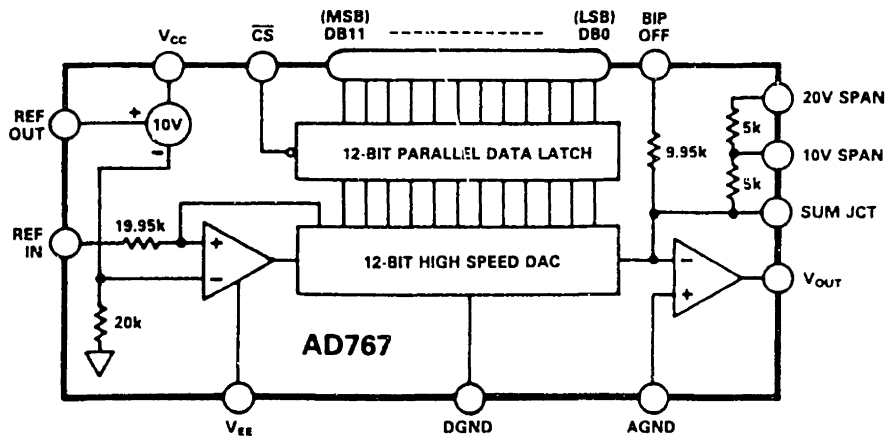 (MSB)
DB11
(LSB)
DB0
BIP
OFF
VCC
CS
REF
OUT
+
10V
−
20V SPAN
5k
12-BIT PARALLEL DATA LATCH
9.95k
10V SPAN
5k
SUM JCT
REF
IN
19.95k
+
−
12-BIT HIGH SPEED DAC
−
+
VOUT
20k
AD767
VEE
DGND
AGND